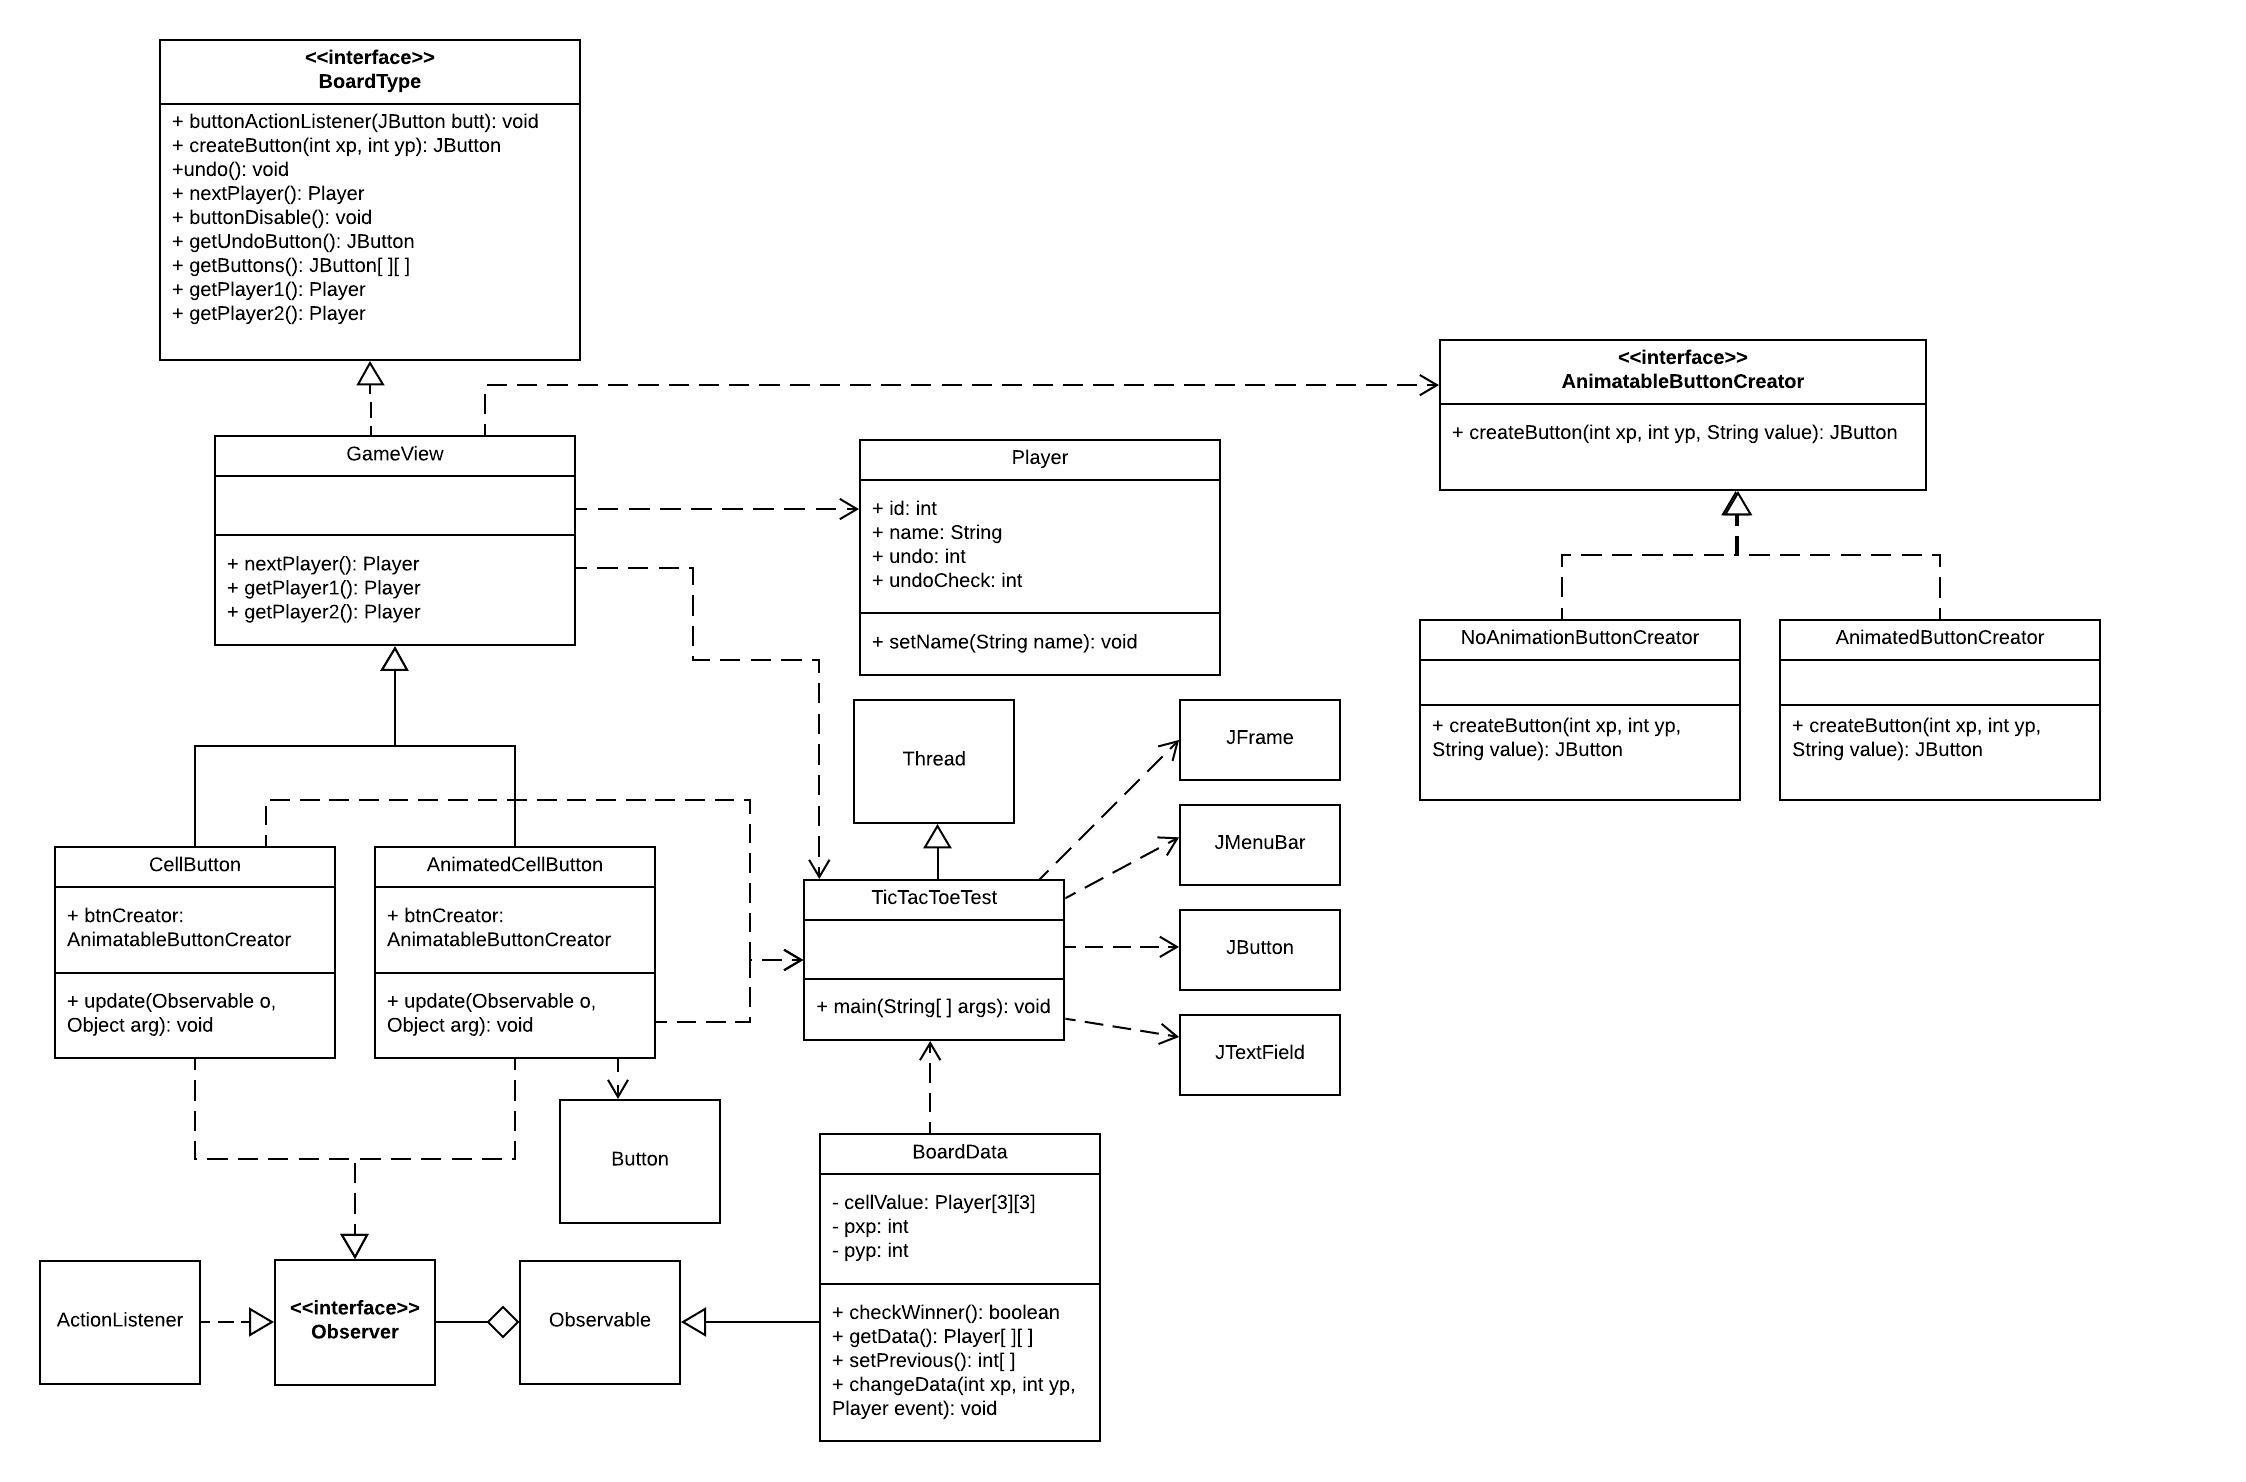 <<interface>>
BoardType
+ buttonActionListener(JButton butt): void
+ createButton(int xp, int yp): JButton
+undo(): void
+ nextPlayer(): Player
+ buttonDisable(): void
+ getUndoButton(): JButton
+ getButtons(): JButton[ ][ ]
+ getPlayer1(): Player
+ getPlayer2(): Player
<<interface>>
AnimatableButtonCreator
+ createButton(int xp, int yp, String value): JButton
GameView
+ nextPlayer(): Player
+ getPlayer1(): Player
+ getPlayer2(): Player
Player
+ id: int
+ name: String
+ undo: int
+ undoCheck: int
+ setName(String name): void
NoAnimationButtonCreator
+ createButton(int xp, int yp,
String value): JButton
AnimatedButtonCreator
+ createButton(int xp, int yp,
String value): JButton
Thread
JFrame
JMenuBar
JButton
JTextField
CellButton
+ btnCreator:
AnimatableButtonCreator
+ update(Observable o,
Object arg): void
AnimatedCellButton
+ btnCreator:
AnimatableButtonCreator
+ update(Observable o,
Object arg): void
TicTacToeTest
+ main(String[ ] args): void
Button
BoardData
- cellValue: Player[3][3]
- pxp: int
- pyp: int
+ checkWinner(): boolean
+ getData(): Player[ ][ ]
+ setPrevious(): int[ ]
+ changeData(int xp, int yp,
Player event): void
ActionListener
<<interface>>
Observer
Observable